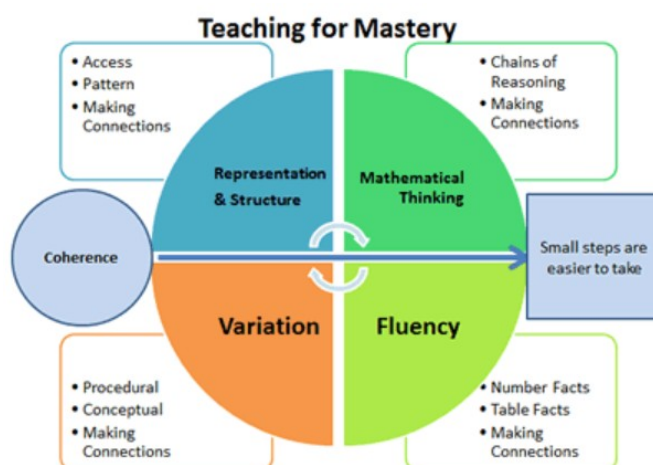 Teaching for Mastery
• Access
• Pattern
• Making
Connections
• Chains of
Reasoning
• Making
Connections
Representation
& Structure
Mathematical
Thinking
Coherence
Small steps are
easier to take
Variation
Fluency
• Procedural
• Conceptual
• Making
Connections
• Number Facts
• Table Facts
• Making
Connections